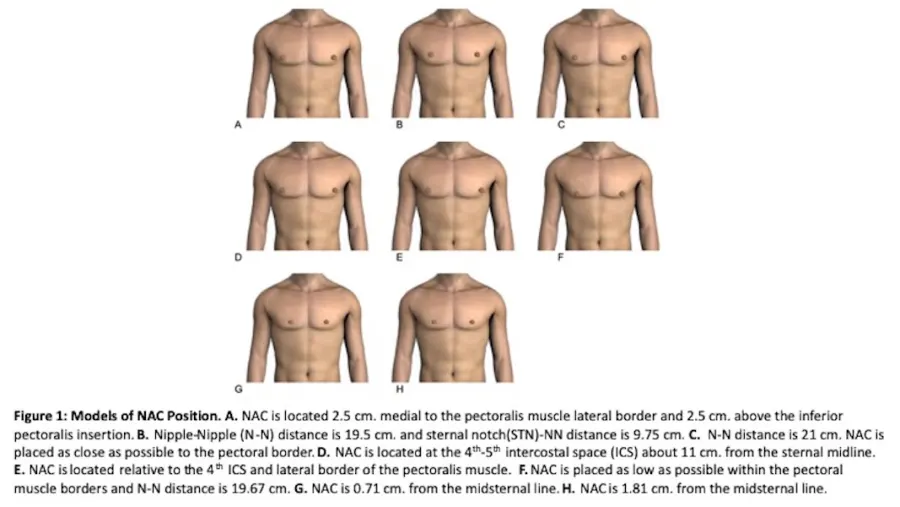 A
B
C
D
E
F
G
H
Figure 1: Models of NAC Position. A. NAC is located 2.5 cm. medial to the pectoralis muscle lateral border and 2.5 cm. above the inferior
pectoralis insertion. B. Nipple-Nipple (N-N) distance is 19.5 cm. and sternal notch(STN)-NN distance is 9.75 cm. C. N-N distance is 21 cm. NAC is
placed as close as possible to the pectoral border. D. NAC is located at the 4th-5th intercostal space (ICS) about 11 cm. from the sternal midline.
E. NAC is located relative to the 4th ICS and lateral border of the pectoralis muscle. F. NAC is placed as low as possible within the pectoral
muscle borders and N-N distance is 19.67 cm. G. NAC is 0.71 cm. from the midsternal line. H. NAC is 1.81 cm. from the midsternal line.